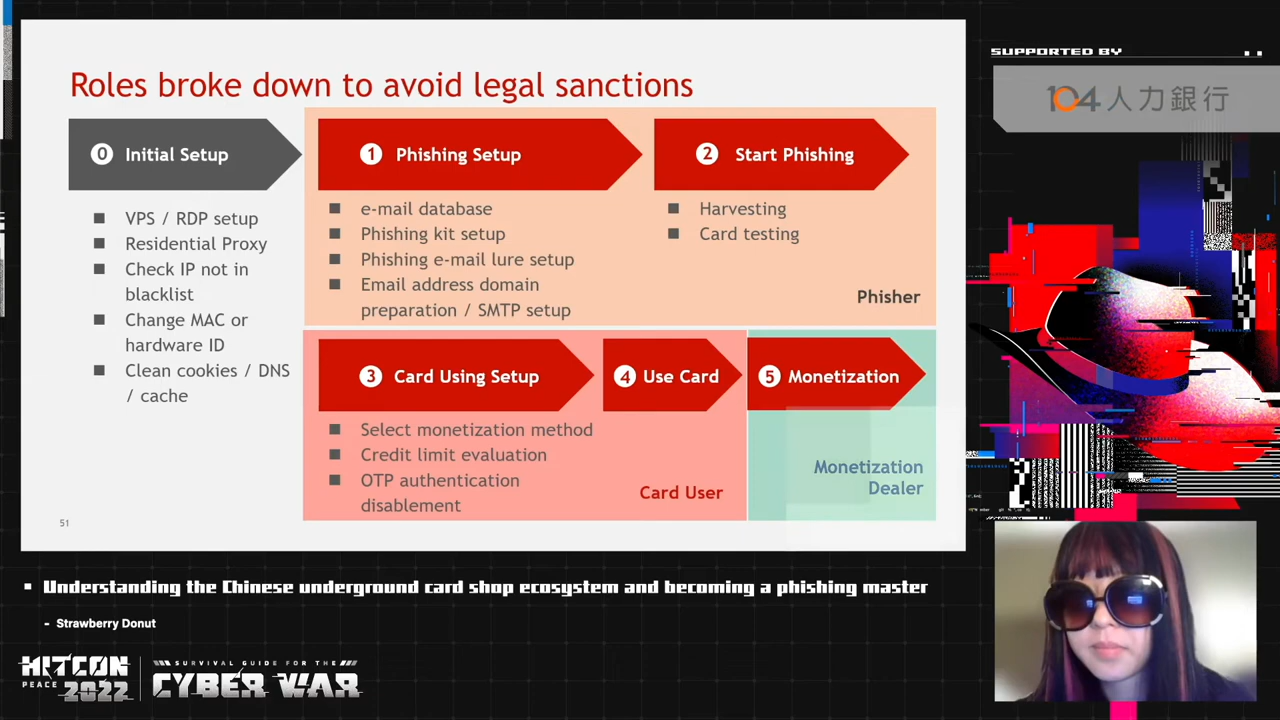 SUPPORTED BY
104人力銀行
Roles broke down to avoid legal sanctions
0 Initial Setup
VPS / RDP setup
Residential Proxy
Check IP not in
blacklist
Change MAC or
hardware ID
Clean cookies / DNS
/ cache
1 Phishing Setup
e-mail database
Phishing kit setup
Phishing e-mail lure setup
Email address domain
preparation / SMTP setup
2 Start Phishing
Harvesting
Card testing
Phisher
3 Card Using Setup
Select monetization method
Credit limit evaluation
OTP authentication
disablement
4 Use Card
Card User
5 Monetization
Monetization
Dealer
51
Understanding the Chinese underground card shop ecosystem and becoming a phishing master
- Strawberry Donut
HITCON
PEACE 2022
SURVIVAL GUIDE FOR THE
CYBER WAR